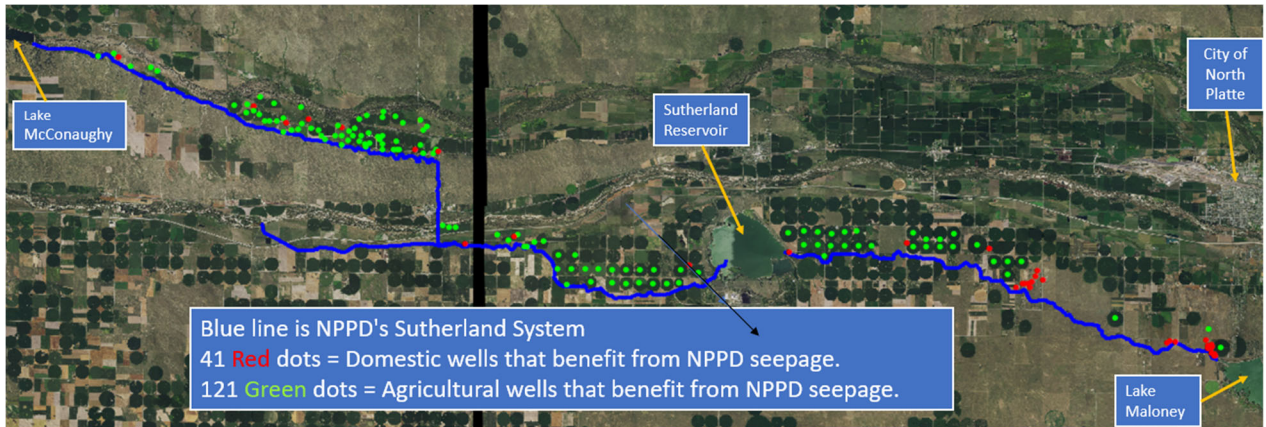 Lake
McConaughy
Sutherland
Reservoir
City of
North
Platte
Blue line is NPPD's Sutherland System
41 Red dots = Domestic wells that benefit from NPPD seepage.
121 Green dots = Agricultural wells that benefit from NPPD seepage.
Lake
Maloney